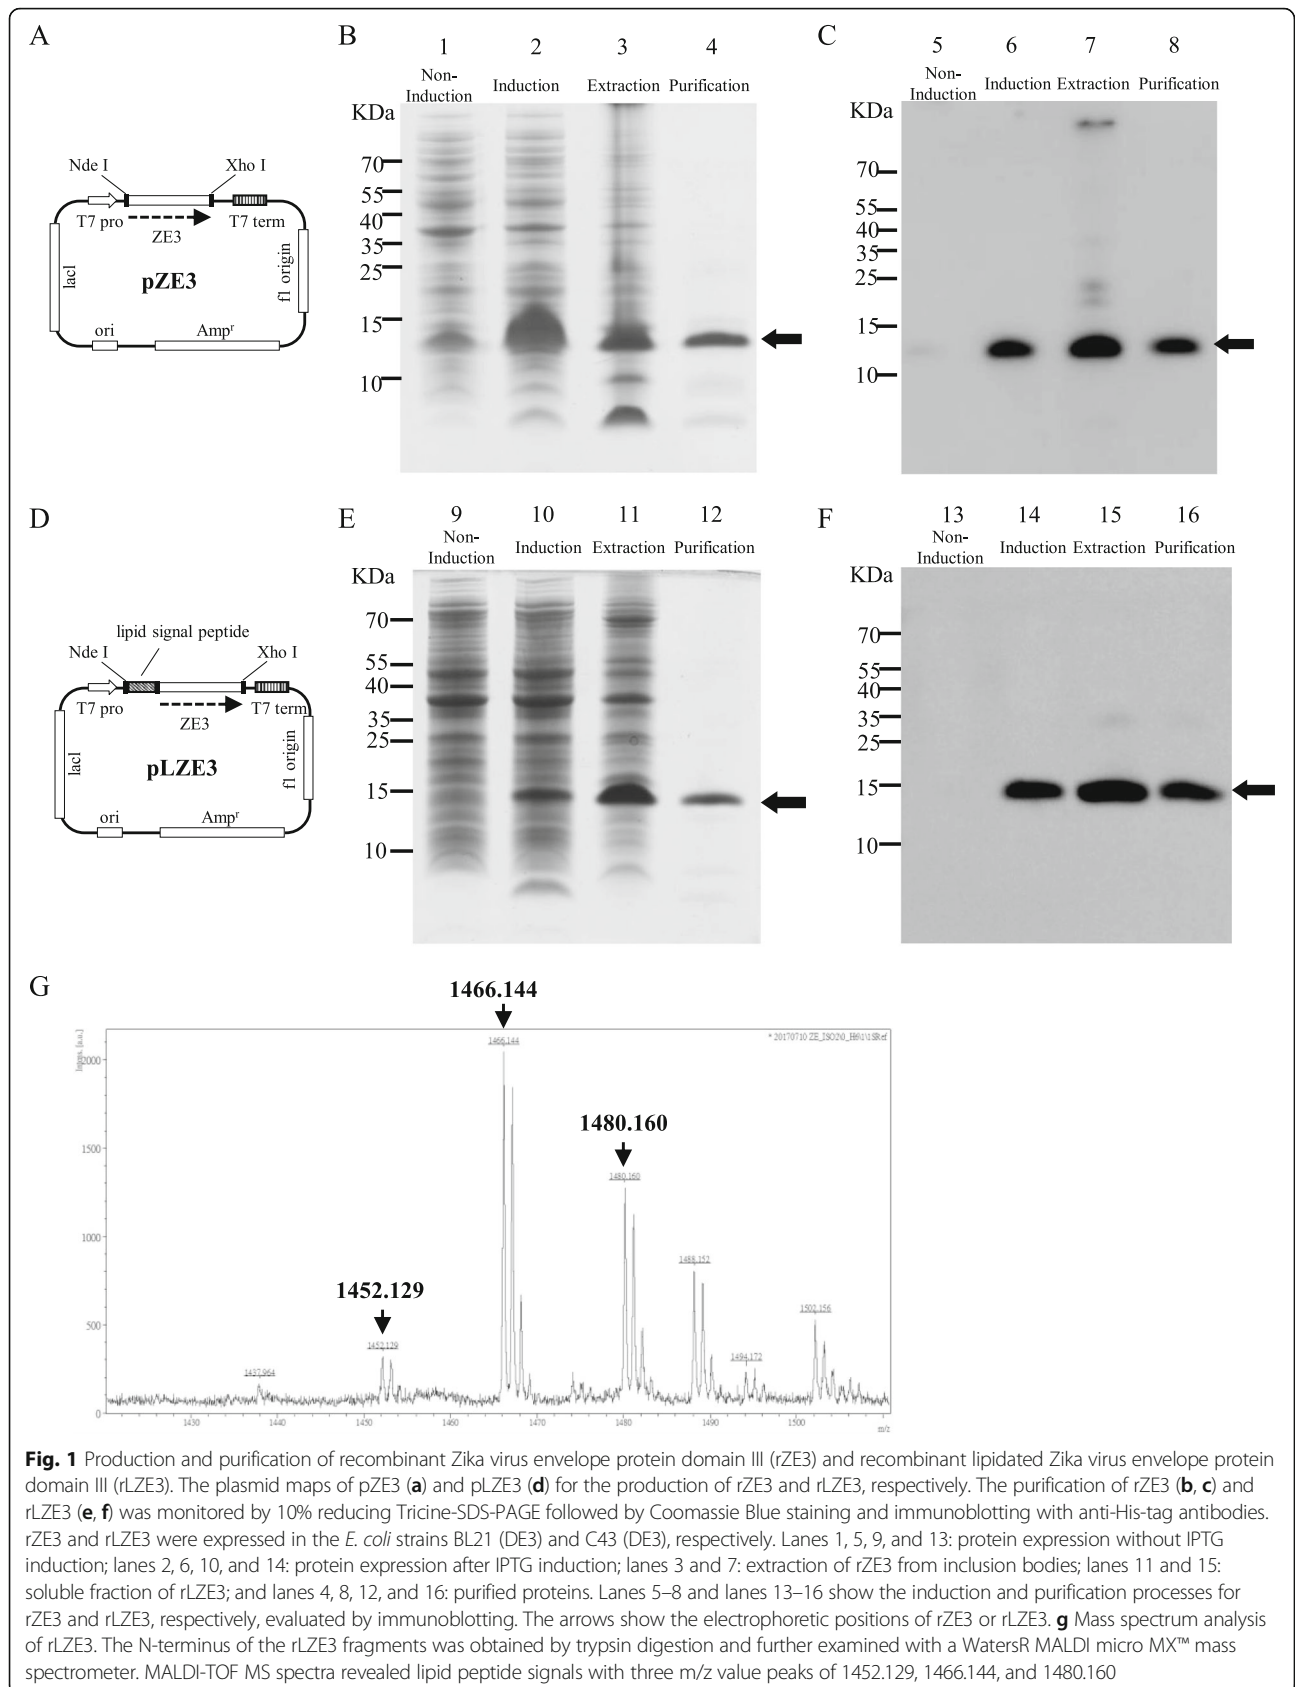 A
Nde I
Xho I
T7 pro
T7 term
ZE3
lacI
pZE3
f1 origin
ori
Ampʳ
B
1
2
3
4
Non-
Induction
Induction
Extraction
Purification
KDa
70
55
40
35
25
15
10
C
5
6
7
8
Non-
Induction
Induction
Extraction
Purification
KDa
70
55
40
35
25
15
10
D
lipid signal peptide
Nde I
Xho I
T7 pro
T7 term
ZE3
lacI
pLZE3
f1 origin
ori
Ampʳ
E
9
10
11
12
Non-
Induction
Induction
Extraction
Purification
KDa
70
55
40
35
25
15
10
F
13
14
15
16
Non-
Induction
Induction
Extraction
Purification
KDa
70
55
40
35
25
15
10
G
1466.144
1480.160
1452.129
Intens. [a.u.]
2000
1500
1000
500
0
1437.964
1452.129
1466.144
1480.160
1488.152
1494.172
1502.156
1430
1440
1450
1460
1470
1480
1490
1500
m/z
Fig. 1 Production and purification of recombinant Zika virus envelope protein domain III (rZE3) and recombinant lipidated Zika virus envelope protein
domain III (rLZE3). The plasmid maps of pZE3 (a) and pLZE3 (d) for the production of rZE3 and rLZE3, respectively. The purification of rZE3 (b, c) and
rLZE3 (e, f) was monitored by 10% reducing Tricine-SDS-PAGE followed by Coomassie Blue staining and immunoblotting with anti-His-tag antibodies.
rZE3 and rLZE3 were expressed in the E. coli strains BL21 (DE3) and C43 (DE3), respectively. Lanes 1, 5, 9, and 13: protein expression without IPTG
induction; lanes 2, 6, 10, and 14: protein expression after IPTG induction; lanes 3 and 7: extraction of rZE3 from inclusion bodies; lanes 11 and 15:
soluble fraction of rLZE3; and lanes 4, 8, 12, and 16: purified proteins. Lanes 5–8 and lanes 13–16 show the induction and purification processes for
rZE3 and rLZE3, respectively, evaluated by immunoblotting. The arrows show the electrophoretic positions of rZE3 or rLZE3. g Mass spectrum analysis
of rLZE3. The N-terminus of the rLZE3 fragments was obtained by trypsin digestion and further examined with a WatersR MALDI micro MX™ mass
spectrometer. MALDI-TOF MS spectra revealed lipid peptide signals with three m/z value peaks of 1452.129, 1466.144, and 1480.160